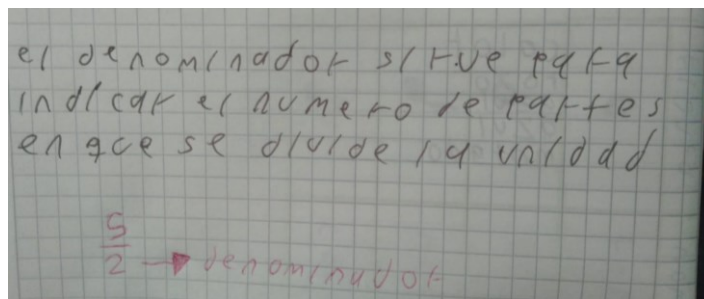 el denominador sirve para
indicar el numero de partes
en que se divide la unidad
5
2 → denominador